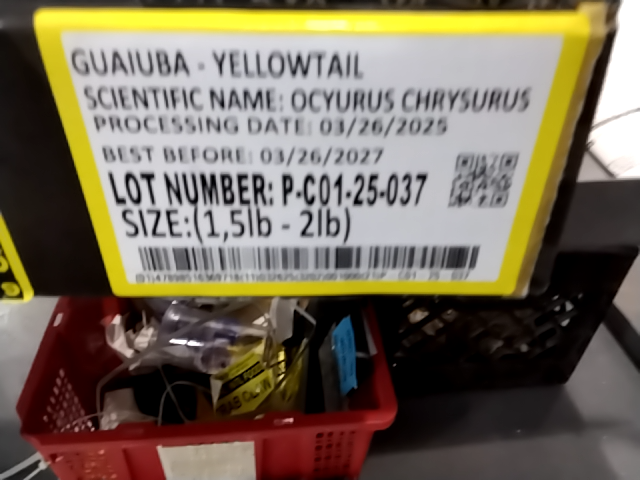 GUAIUBA - YELLOWTAIL
SCIENTIFIC NAME: OCYURUS CHRYSURUS
PROCESSING DATE: 03/26/2025
BEST BEFORE: 03/26/2027
LOT NUMBER: P-C01-25-037
SIZE:(1,5lb - 2lb)